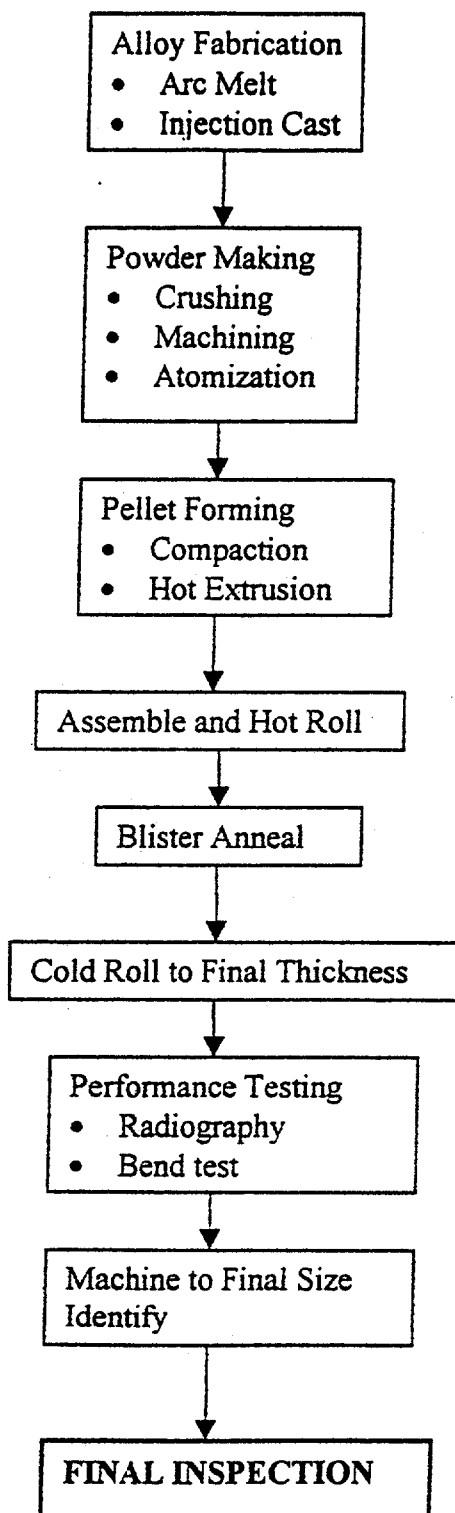 Alloy Fabrication
• Arc Melt
• Injection Cast
Powder Making
• Crushing
• Machining
• Atomization
Pellet Forming
• Compaction
• Hot Extrusion
Assemble and Hot Roll
Blister Anneal
Cold Roll to Final Thickness
Performance Testing
• Radiography
• Bend test
Machine to Final Size
Identify
FINAL INSPECTION